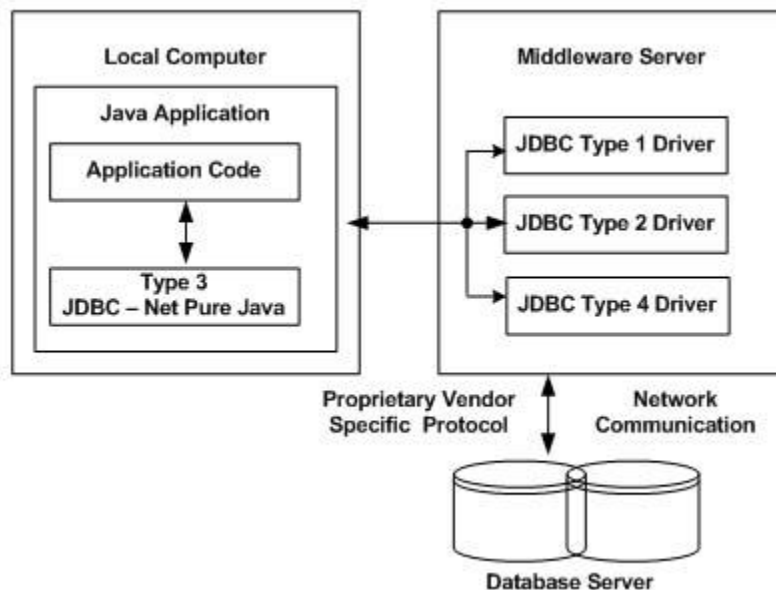 Local Computer
Java Application
Application Code
Type 3
JDBC – Net Pure Java
Middleware Server
JDBC Type 1 Driver
JDBC Type 2 Driver
JDBC Type 4 Driver
Proprietary Vendor
Specific Protocol
Network
Communication
Database Server